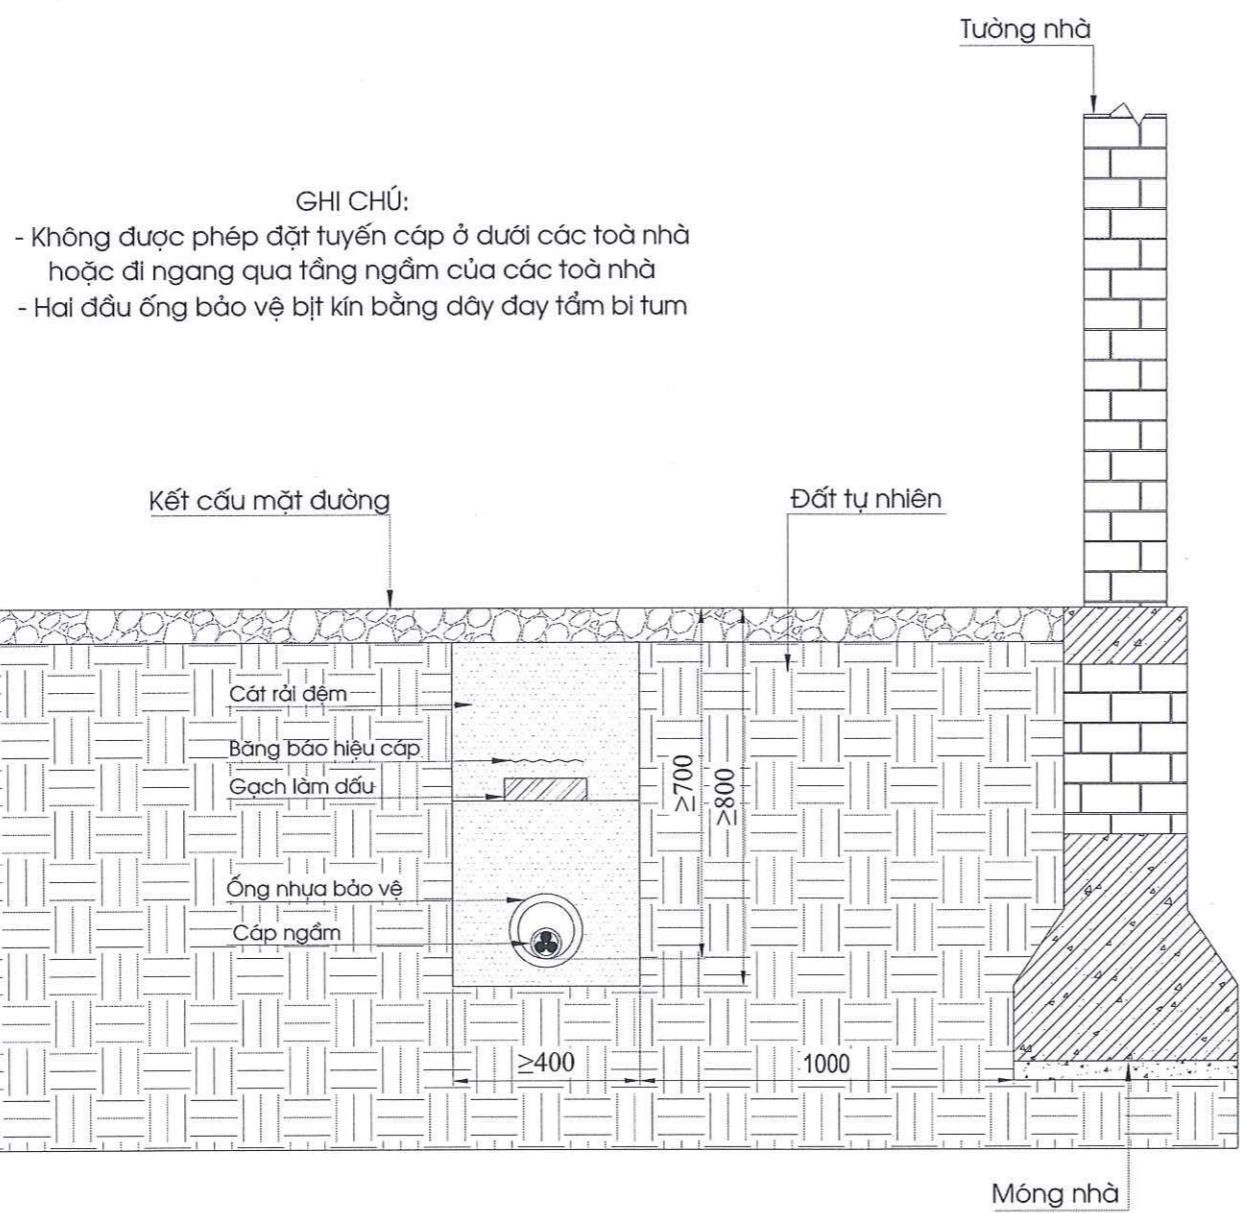 Tường nhà
GHI CHÚ:
- Không được phép đặt tuyến cáp ở dưới các toà nhà
hoặc đi ngang qua tầng ngầm của các toà nhà
- Hai đầu ống bảo vệ bịt kín bằng dây đay tẩm bi tum
Kết cấu mặt đường
Đất tự nhiên
Cát rải đệm
Băng báo hiệu cáp
Gạch làm dấu
≥700
≥800
Ống nhựa bảo vệ
Cáp ngầm
≥400
1000
Móng nhà